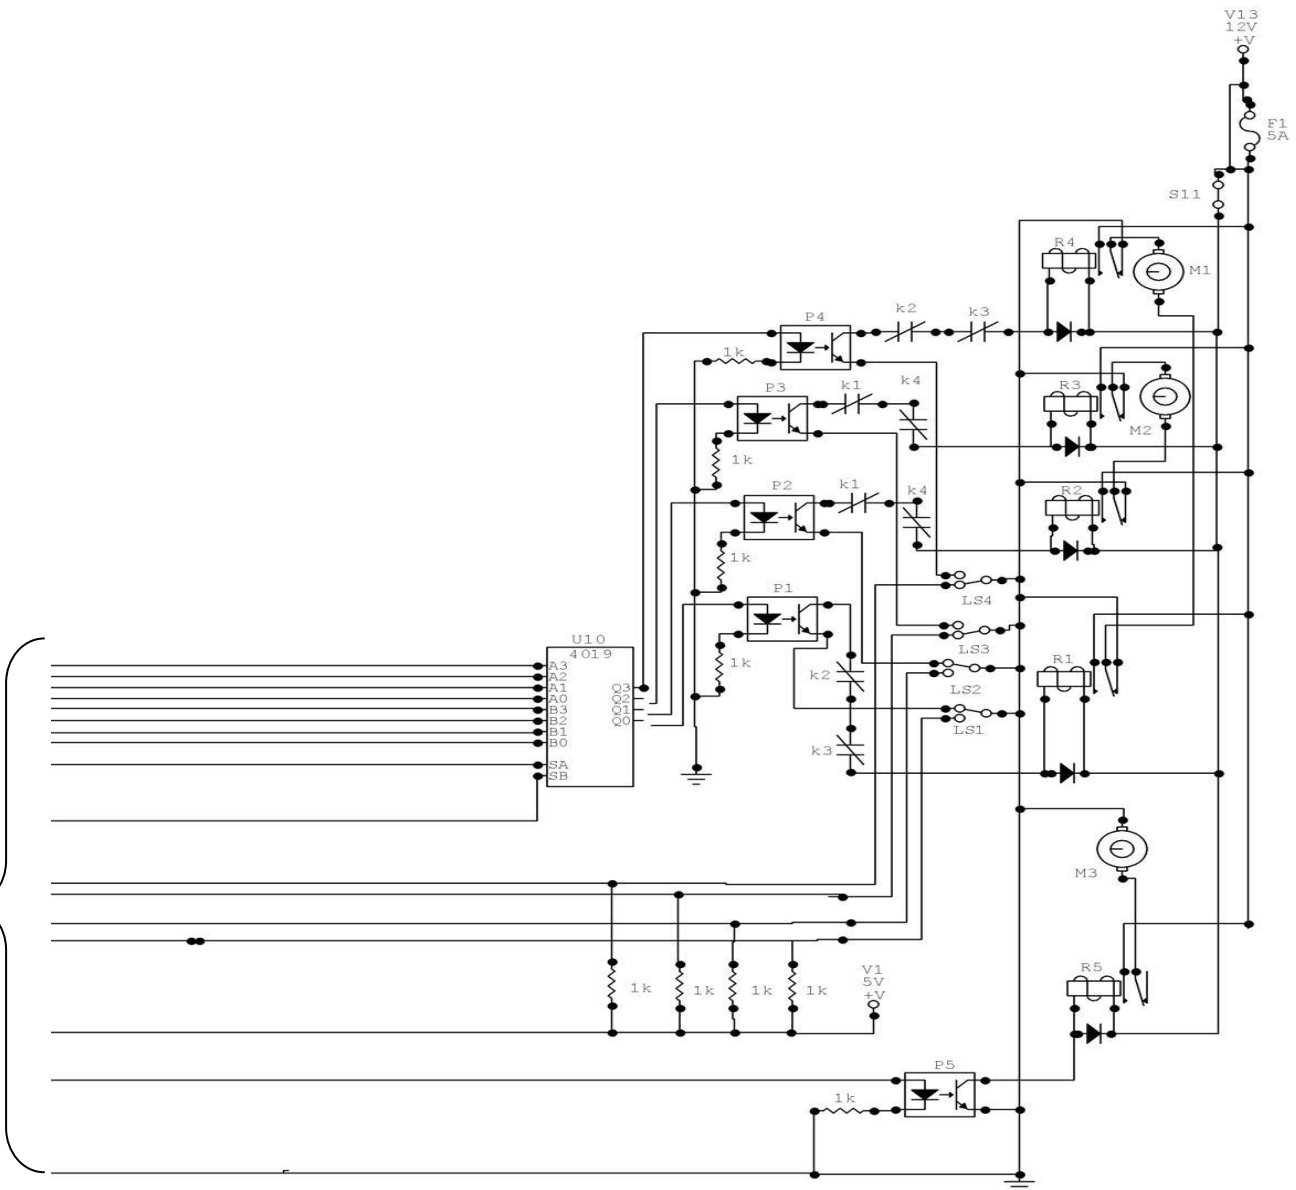 V13
12V
+V
F1
5A
S11
R4
M1
k2
k3
P4
1k
R3
M2
P3
k1
k4
1k
R2
P2
k1
k4
1k
P1
LS4
LS3
1k
k2
LS2
R1
LS1
k3
U10
4019
A3
A2
A1
A0
B3
B2
B1
B0
SA
SB
Q3
Q2
Q1
Q0
M3
R5
V1
5V
+V
1k
1k
1k
1k
P5
1k